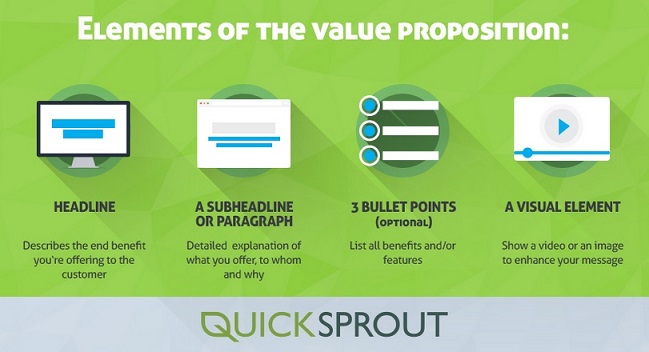 Elements of the value proposition:
HEADLINE
Describes the end benefit
you're offering to the
customer
A SUBHEADLINE
OR PARAGRAPH
Detailed explanation of
what you offer, to whom
and why
3 BULLET POINTS
(OPTIONAL)
List all benefits and/or
features
A VISUAL ELEMENT
Show a video or an image
to enhance your message
QUICKSPROUT